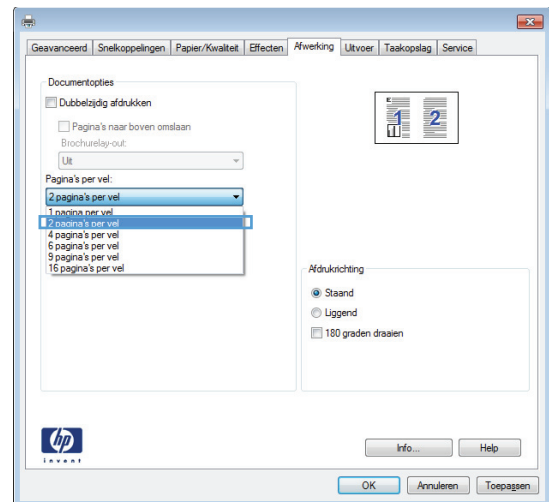 Geavanceerd Snelkoppelingen Papier/Kwaliteit Effecten Afwerking Uitvoer Taakopslag Service
Documentopties
Dubbelzijdig afdrukken
Pagina's naar boven omslaan
Brochurelay-out:
Uit
Pagina's per vel:
2 pagina's per vel
1 pagina per vel
2 pagina's per vel
4 pagina's per vel
6 pagina's per vel
9 pagina's per vel
16 pagina's per vel
1 2
Afdrukrichting
Staand
Liggend
180 graden draaien
hp
invent
Info... Help
OK Annuleren Toepassen